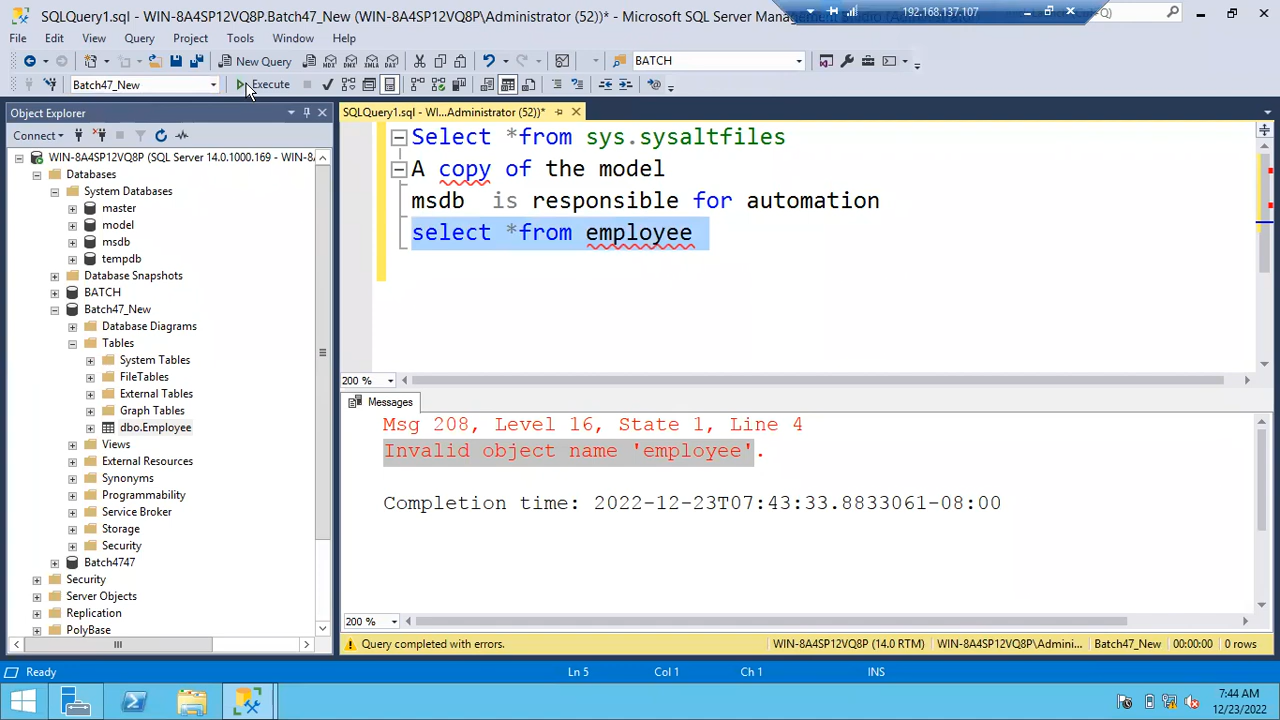 SQLQuery1.sql - WIN-8A4SP12VQ8P.Batch47_New (WIN-8A4SP12VQ8P\Administrator (52))* - Microsoft SQL Server
192.168.137.107
File Edit View Query Project Tools Window Help
New Query
MDX DMX XMLA DAX
BATCH
Batch47_New
Execute
Object Explorer
SQLQuery1.sql - WI...Administrator (52))*
Connect
WIN-8A4SP12VQ8P (SQL Server 14.0.1000.169 - WIN-8
Databases
System Databases
master
model
msdb
tempdb
Database Snapshots
BATCH
Batch47_New
Database Diagrams
Tables
System Tables
FileTables
External Tables
Graph Tables
dbo.Employee
Views
External Resources
Synonyms
Programmability
Service Broker
Storage
Security
Batch4747
Security
Server Objects
Replication
PolyBase
Select *from sys.sysaltfiles
A copy of the model
msdb is responsible for automation
select *from employee
200 %
Messages
Msg 208, Level 16, State 1, Line 4
Invalid object name 'employee'.
Completion time: 2022-12-23T07:43:33.8833061-08:00
200 %
Query completed with errors.
WIN-8A4SP12VQ8P (14.0 RTM)
WIN-8A4SP12VQ8P\Admini...
Batch47_New
00:00:00
0 rows
Ready
Ln 5
Col 1
Ch 1
INS
7:44 AM
12/23/2022